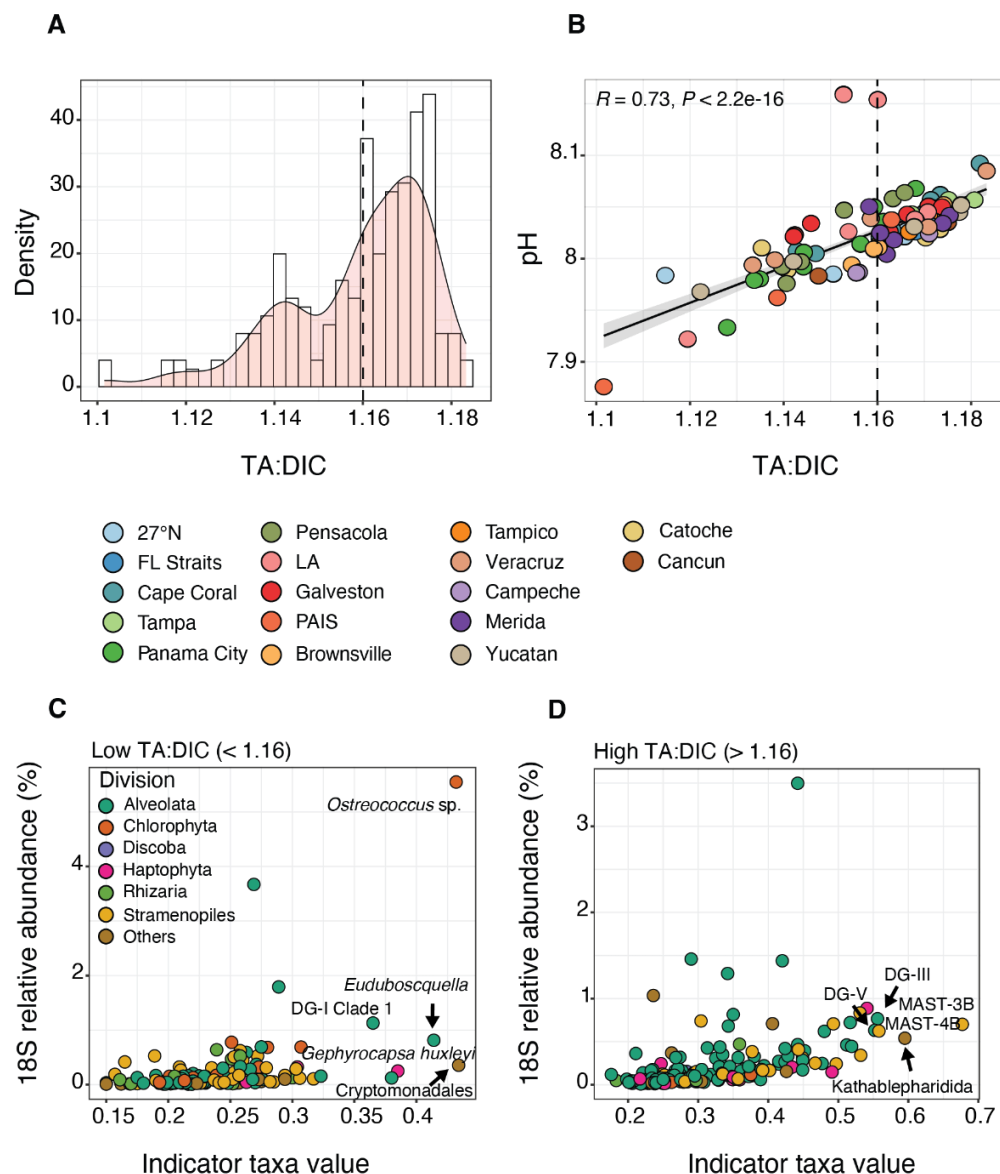 A
B
R = 0.73, P < 2.2e-16
40
30
20
10
0
Density
1.1
1.12
1.14
1.16
1.18
TA:DIC
8.1
8
7.9
pH
1.1
1.12
1.14
1.16
1.18
TA:DIC
27°N
FL Straits
Cape Coral
Tampa
Panama City
Pensacola
LA
Galveston
PAIS
Brownsville
Tampico
Veracruz
Campeche
Merida
Yucatan
Catoche
Cancun
C
Low TA:DIC (< 1.16)
18S relative abundance (%)
4
2
0
Division
Alveolata
Chlorophyta
Discoba
Haptophyta
Rhizaria
Stramenopiles
Others
Ostreococcus sp.
Euduboscquella
DG-I Clade 1
Gephyrocapsa huxleyi
Cryptomonadales
0.15
0.2
0.25
0.3
0.35
0.4
Indicator taxa value
D
High TA:DIC (> 1.16)
18S relative abundance (%)
3
2
1
0
DG-III
DG-V
MAST-3B
MAST-4B
Kathablepharidida
0.2
0.3
0.4
0.5
0.6
0.7
Indicator taxa value